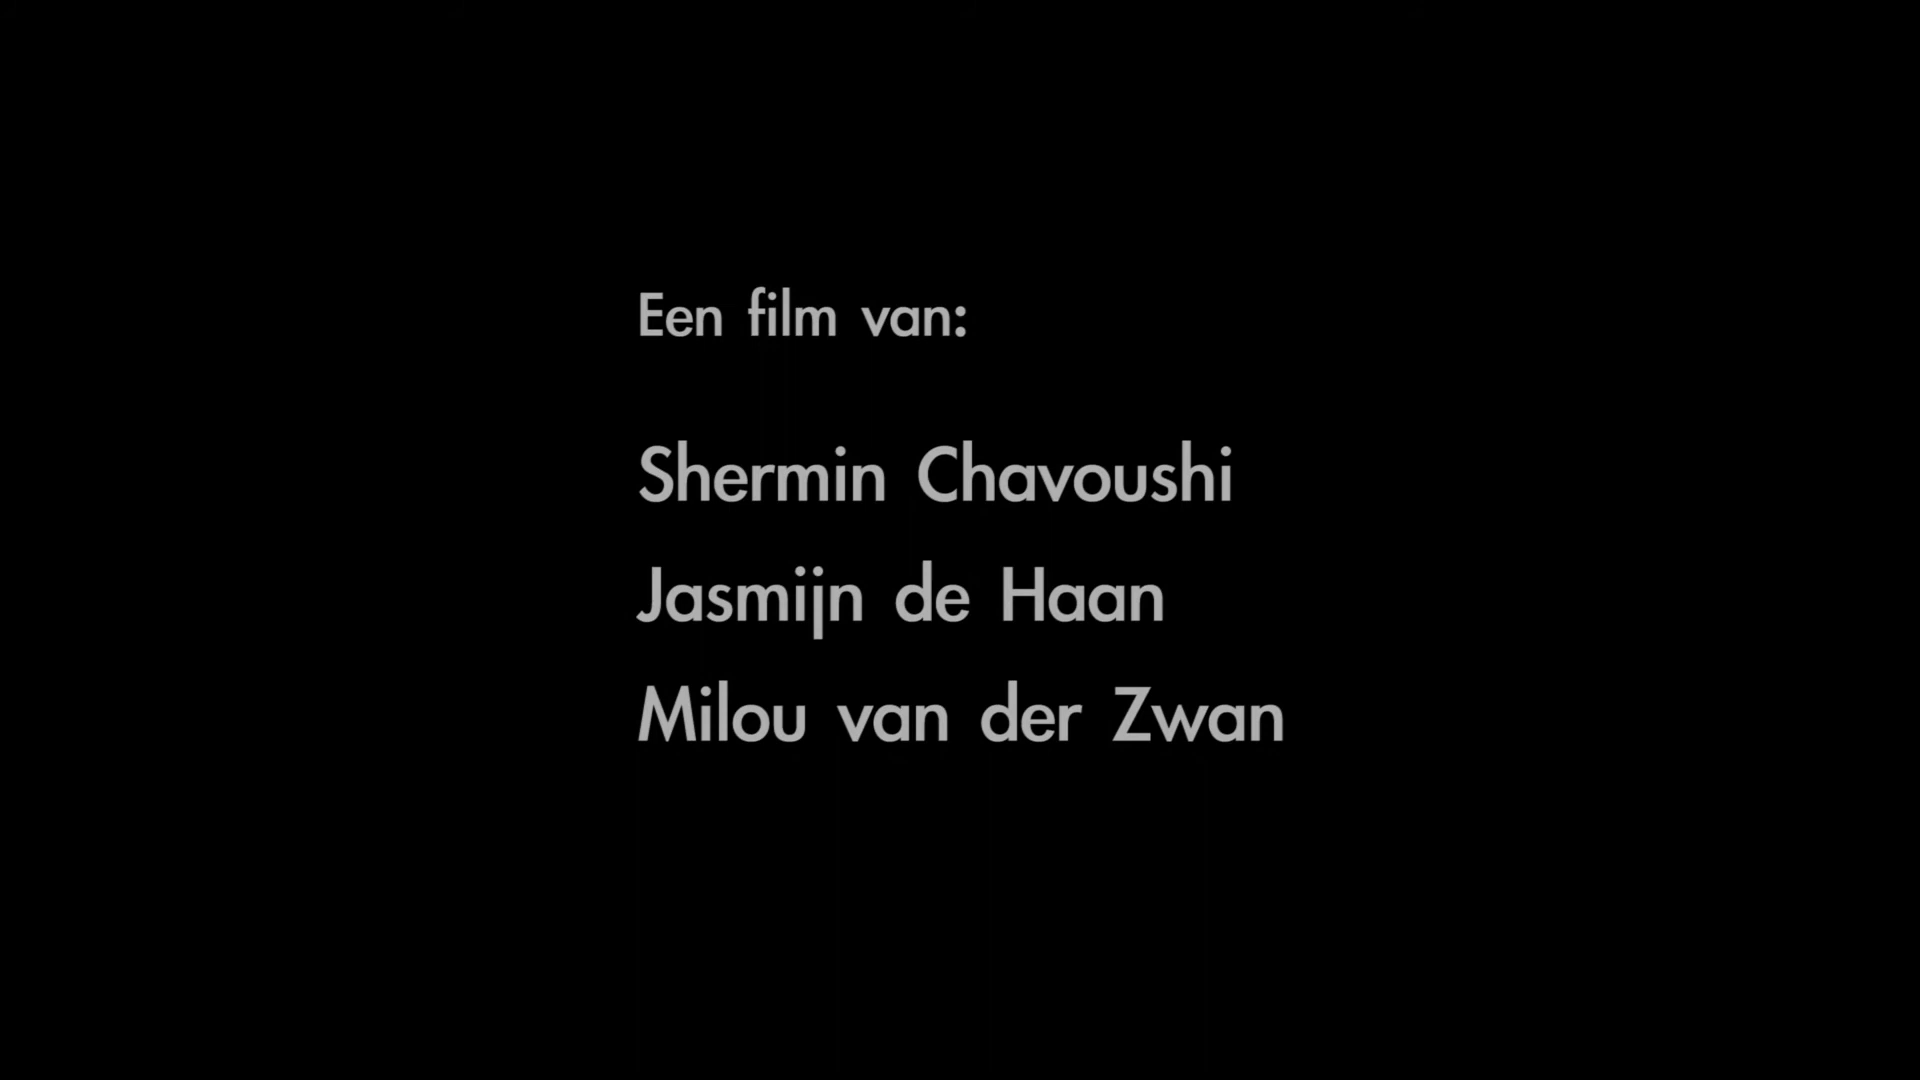 Een film van:
Shermin Chavoushi
Jasmijn de Haan
Milou van der Zwan